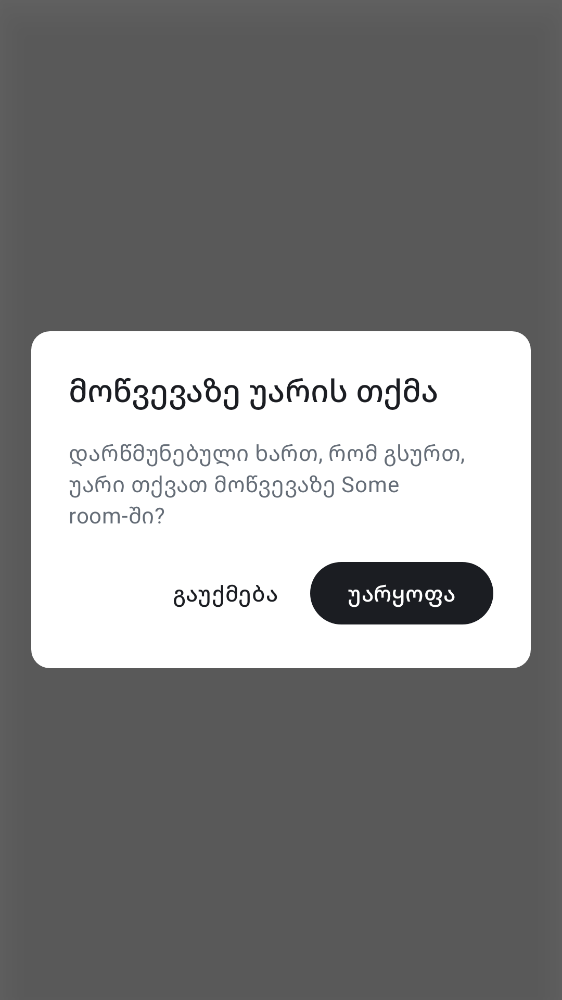 მოწვევაზე უარის თქმა
დარწმუნებული ხართ, რომ გსურთ,
უარი თქვათ მოწვევაზე Some
room-ში?
გაუქმება
უარყოფა